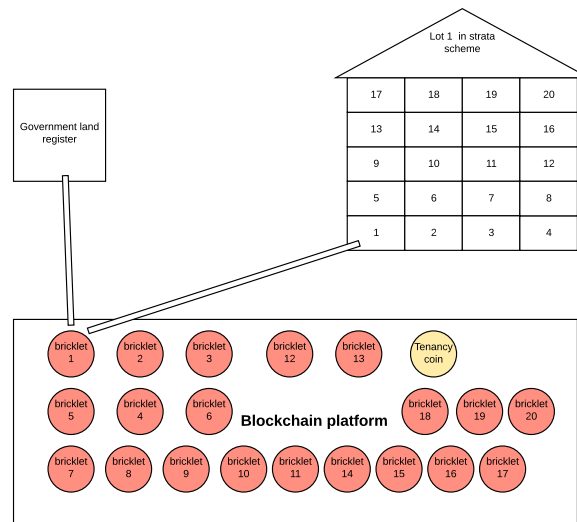 Lot 1 in strata
scheme
17 18 19 20
13 14 15 16
9 10 11 12
5 6 7 8
1 2 3 4
Government land
register
bricklet
1
bricklet
2
bricklet
3
bricklet
12
bricklet
13
Tenancy
coin
bricklet
5
bricklet
4
bricklet
6
Blockchain platform
bricklet
18
bricklet
19
bricklet
20
bricklet
7
bricklet
8
bricklet
9
bricklet
10
bricklet
11
bricklet
14
bricklet
15
bricklet
16
bricklet
17